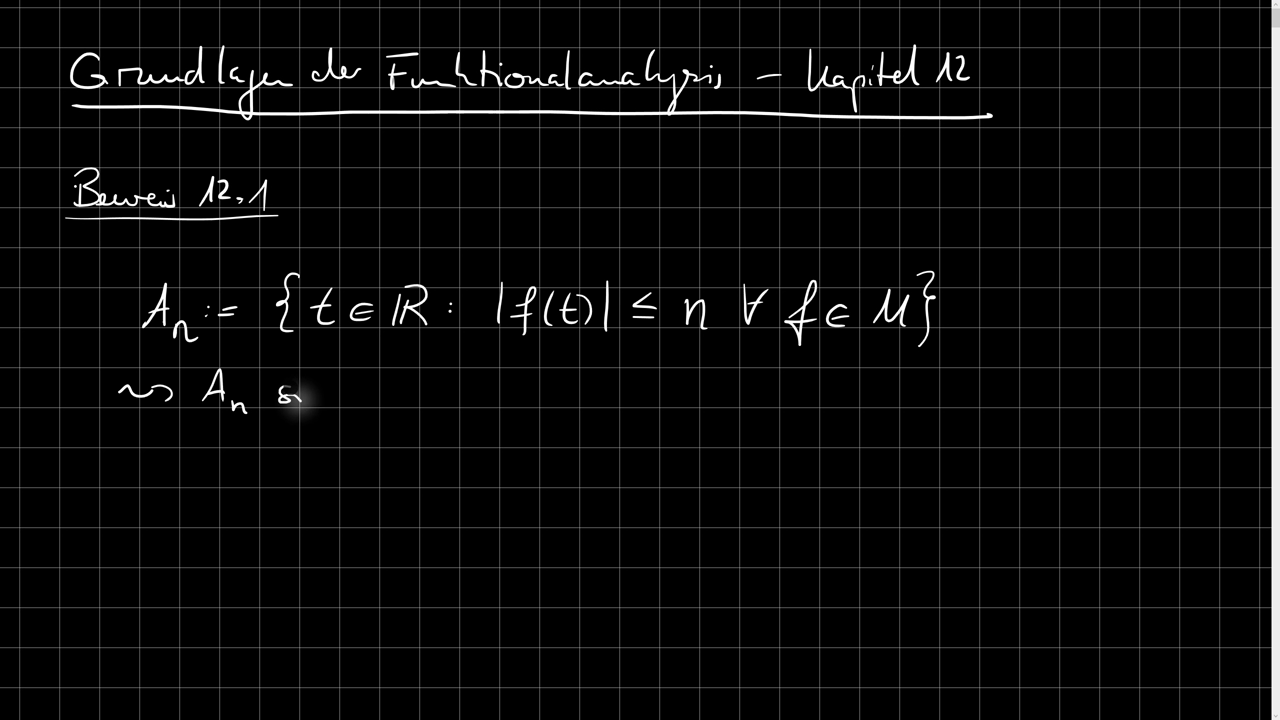 Grundlagen der Funktionalanalysis – Kapitel 12
Beweis 12.1
Aₙ := { t ∈ ℝ : |f(t)| ≤ n ∀ f ∈ M }
⇝ Aₙ